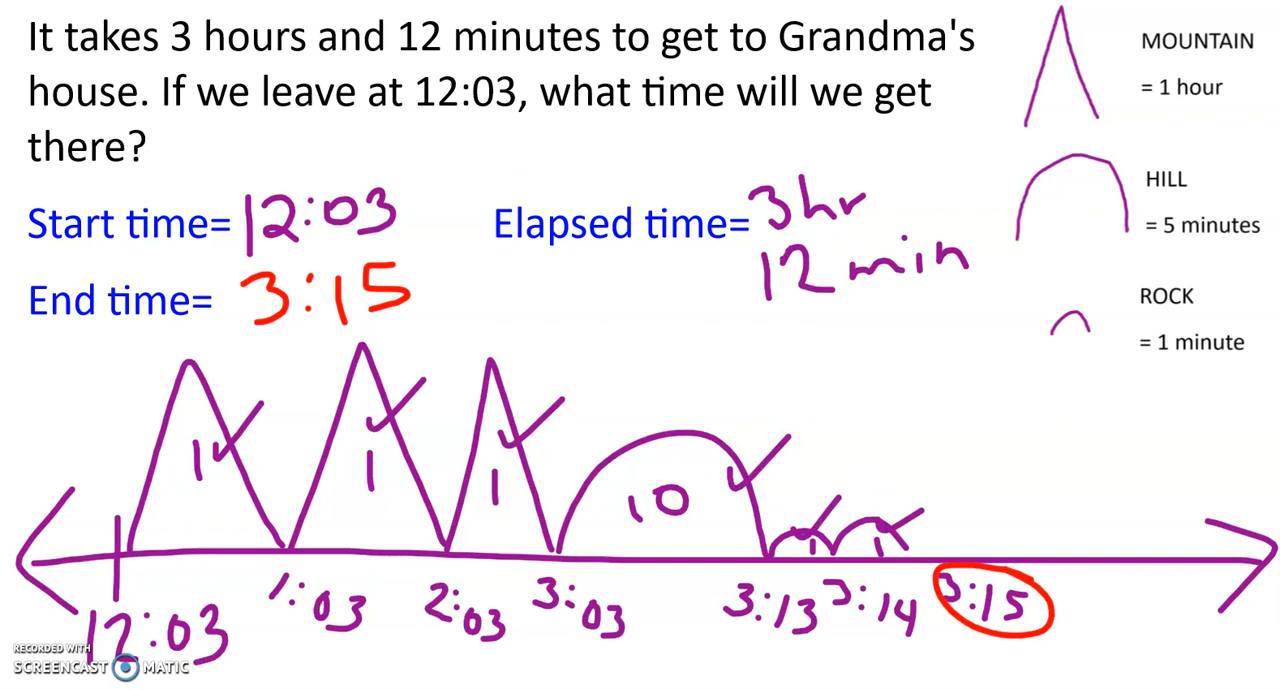 It takes 3 hours and 12 minutes to get to Grandma's
house. If we leave at 12:03, what time will we get
there?
MOUNTAIN
= 1 hour
HILL
= 5 minutes
ROCK
= 1 minute
Start time= 12:03
Elapsed time= 3 hr
12 min
End time= 3:15
1 1 1 10 1 1
12:03 1:03 2:03 3:03 3:13 3:14 3:15
RECORDED WITH
SCREENCAST MATIC